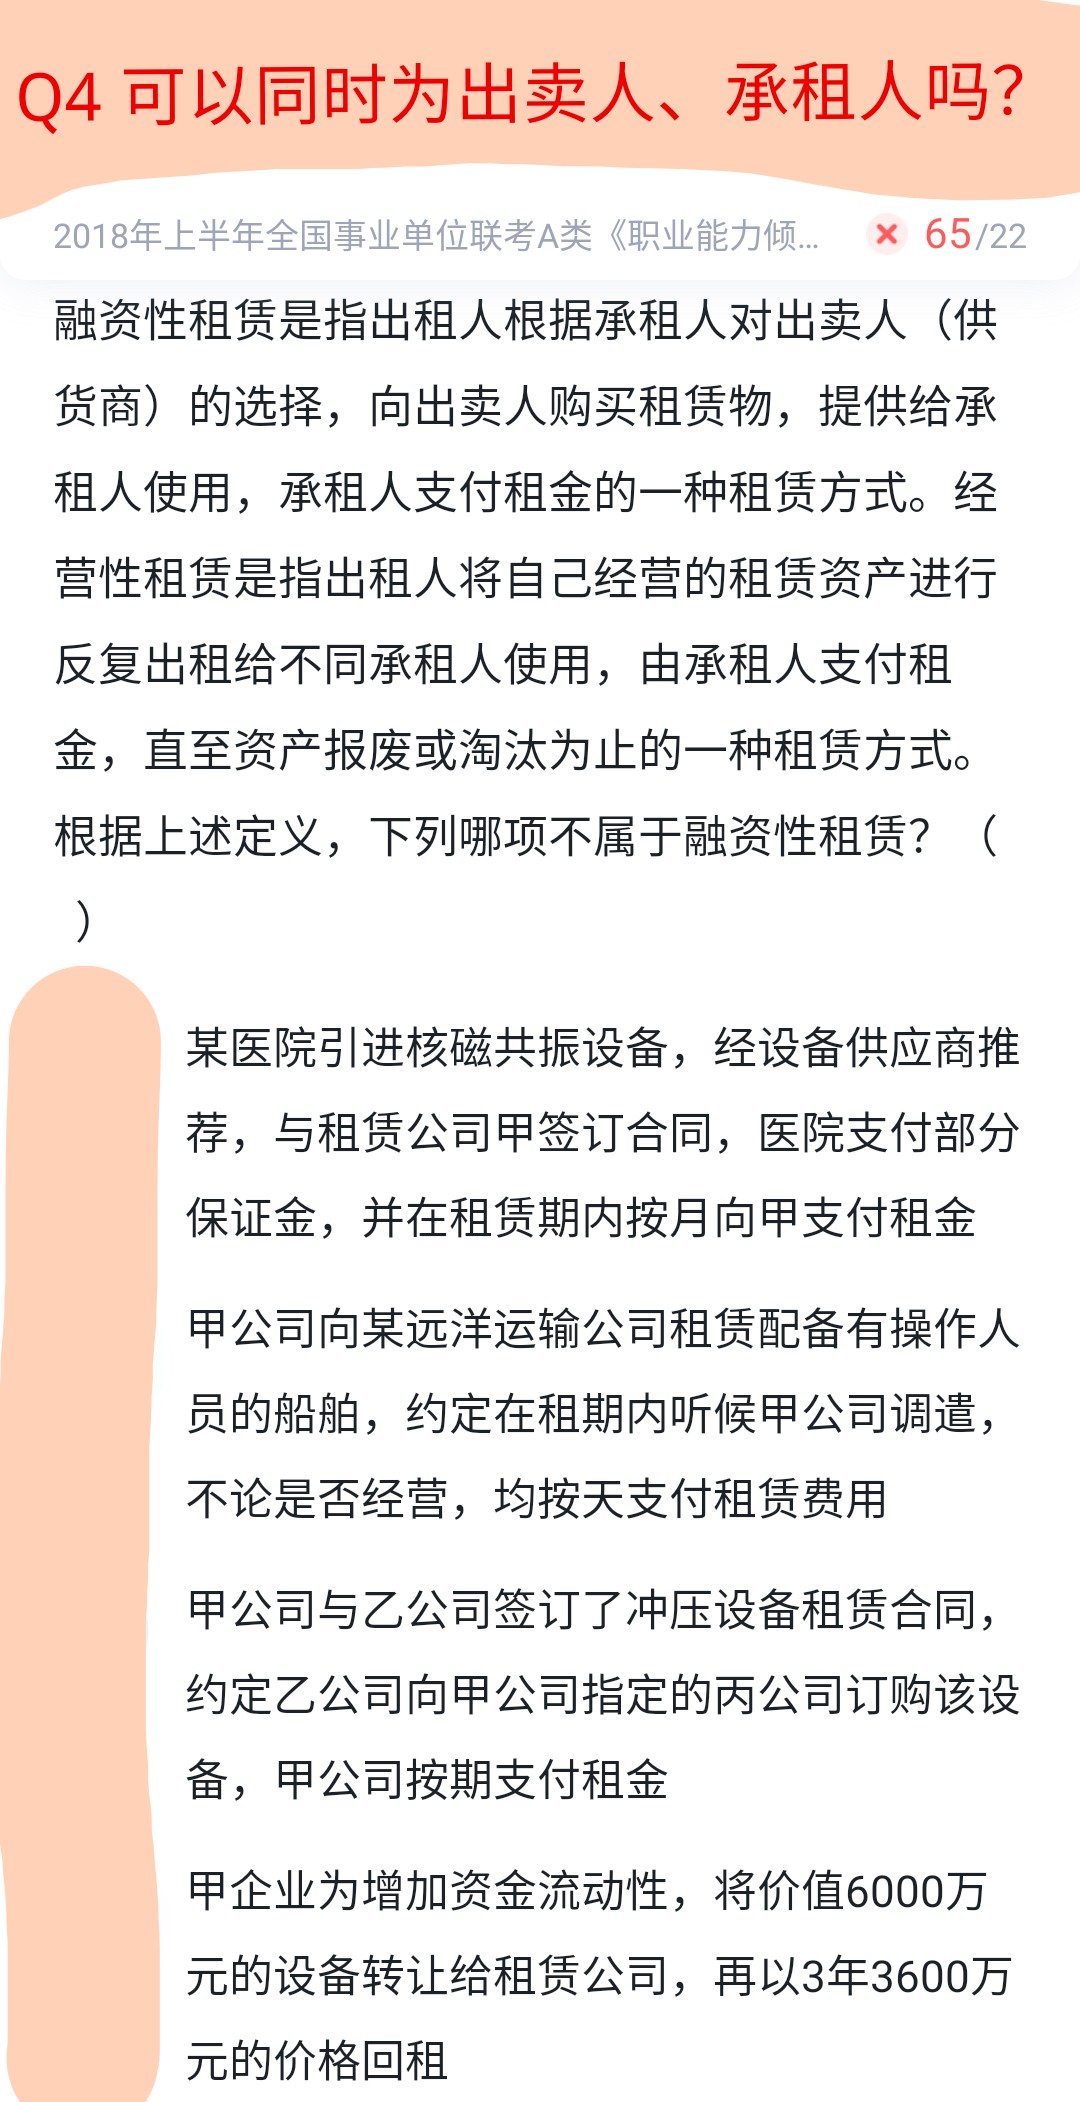 Q4 可以同时为出卖人、承租人吗？
2018年上半年全国事业单位联考A类《职业能力倾... 65/22
融资性租赁是指出租人根据承租人对出卖人（供
货商）的选择，向出卖人购买租赁物，提供给承
租人使用，承租人支付租金的一种租赁方式。经
营性租赁是指出租人将自己经营的租赁资产进行
反复出租给不同承租人使用，由承租人支付租
金，直至资产报废或淘汰为止的一种租赁方式。
根据上述定义，下列哪项不属于融资性租赁？（
）
某医院引进核磁共振设备，经设备供应商推
荐，与租赁公司甲签订合同，医院支付部分
保证金，并在租赁期内按月向甲支付租金
甲公司向某远洋运输公司租赁配备有操作人
员的船舶，约定在租期内听候甲公司调遣，
不论是否经营，均按天支付租赁费用
甲公司与乙公司签订了冲压设备租赁合同，
约定乙公司向甲公司指定的丙公司订购该设
备，甲公司按期支付租金
甲企业为增加资金流动性，将价值6000万
元的设备转让给租赁公司，再以3年3600万
元的价格回租